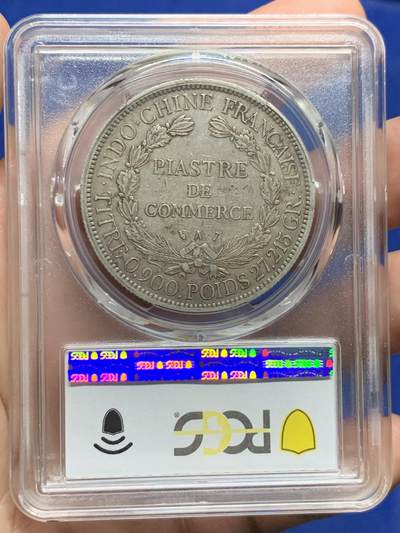 INDO-CHINE FRANÇAISE
PIASTRE
DE
COMMERCE
A
TITRE 0,900. POIDS 27,215 GR.
PCGS